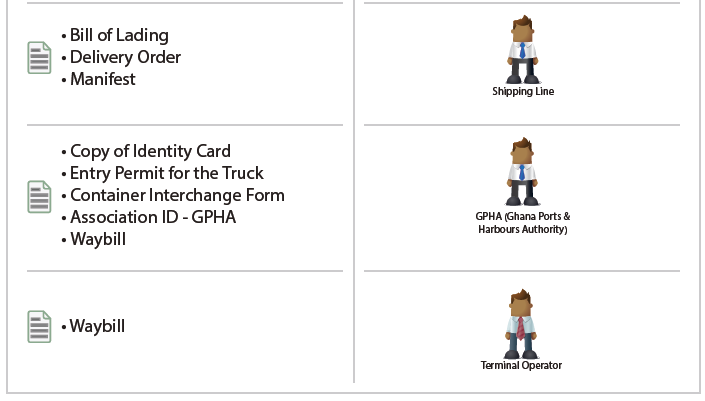 • Bill of Lading
• Delivery Order
• Manifest
Shipping Line
• Copy of Identity Card
• Entry Permit for the Truck
• Container Interchange Form
• Association ID - GPHA
• Waybill
GPHA (Ghana Ports &
Harbours Authority)
• Waybill
Terminal Operator